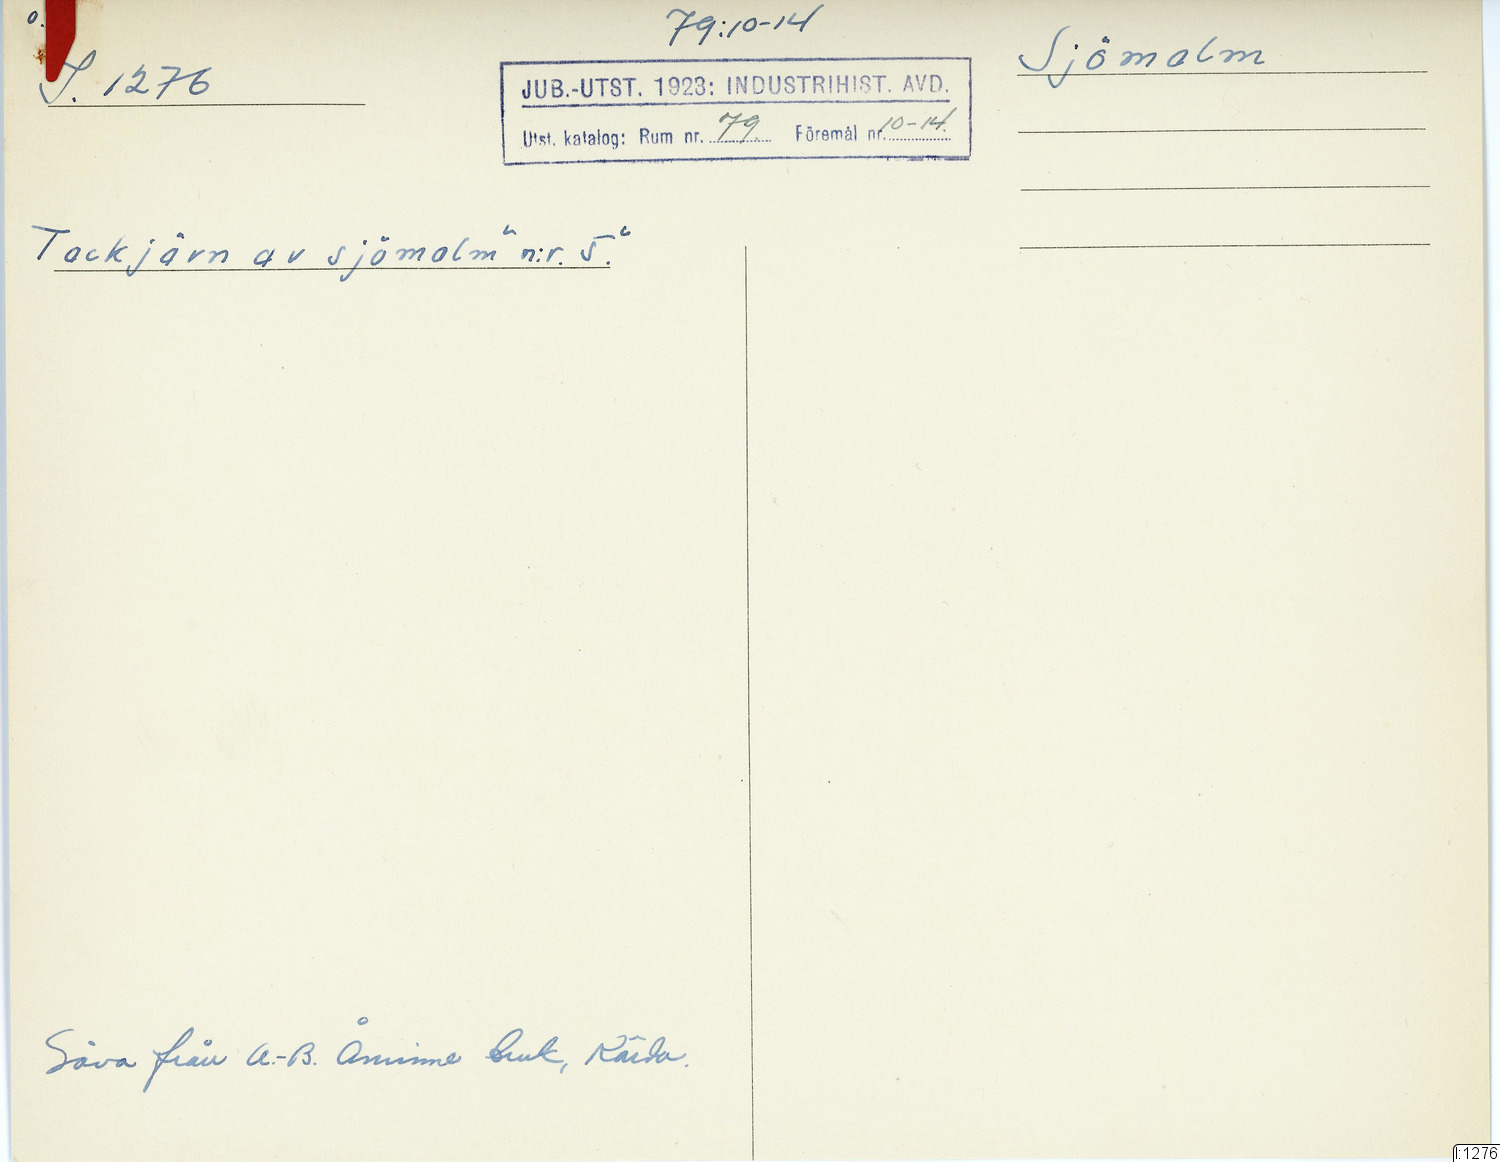 79:10-14
I. 1276
Sjömalm
JUB.-UTST. 1923: INDUSTRIHIST. AVD.
Utst. katalog: Rum nr. 79. Föremål nr. 10-14.
Tackjärn av sjömalm "n:r. 5."
Gåva från A.-B. Åminne bruk, Kärda.
I:1276